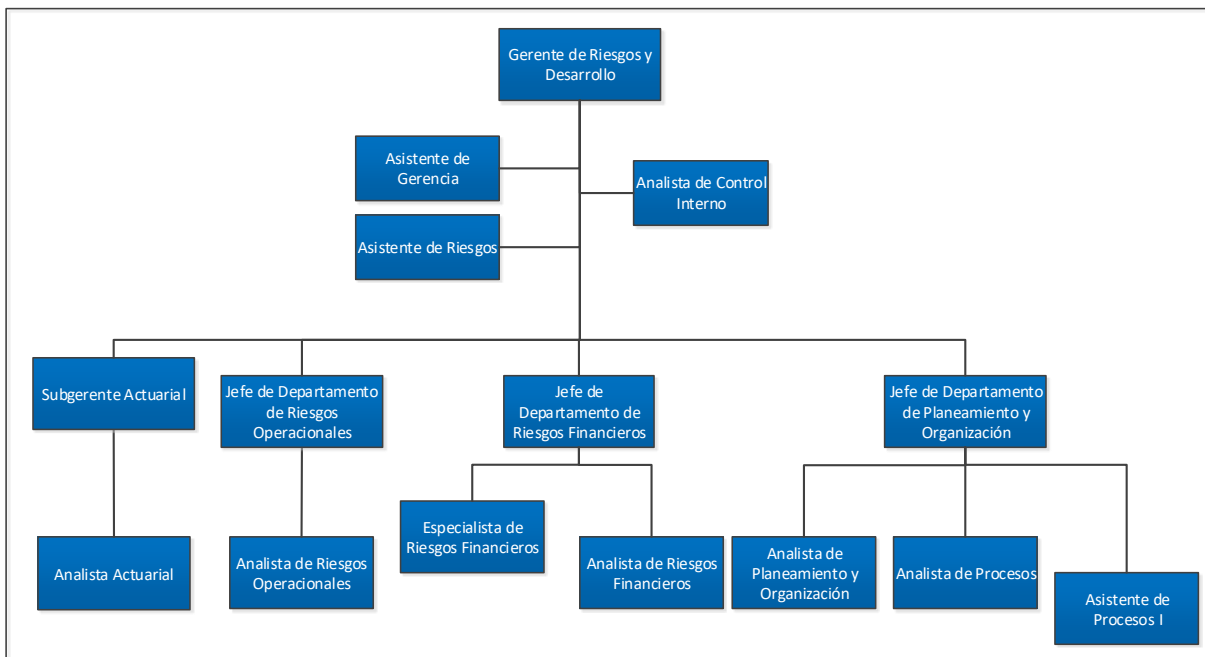 Gerente de Riesgos y
Desarrollo
Asistente de
Gerencia
Analista de Control
Interno
Asistente de Riesgos
Subgerente Actuarial
Jefe de Departamento
de Riesgos
Operacionales
Jefe de
Departamento de
Riesgos Financieros
Jefe de Departamento
de Planeamiento y
Organización
Analista Actuarial
Analista de Riesgos
Operacionales
Especialista de
Riesgos Financieros
Analista de Riesgos
Financieros
Analista de
Planeamiento y
Organización
Analista de Procesos
Asistente de
Procesos I